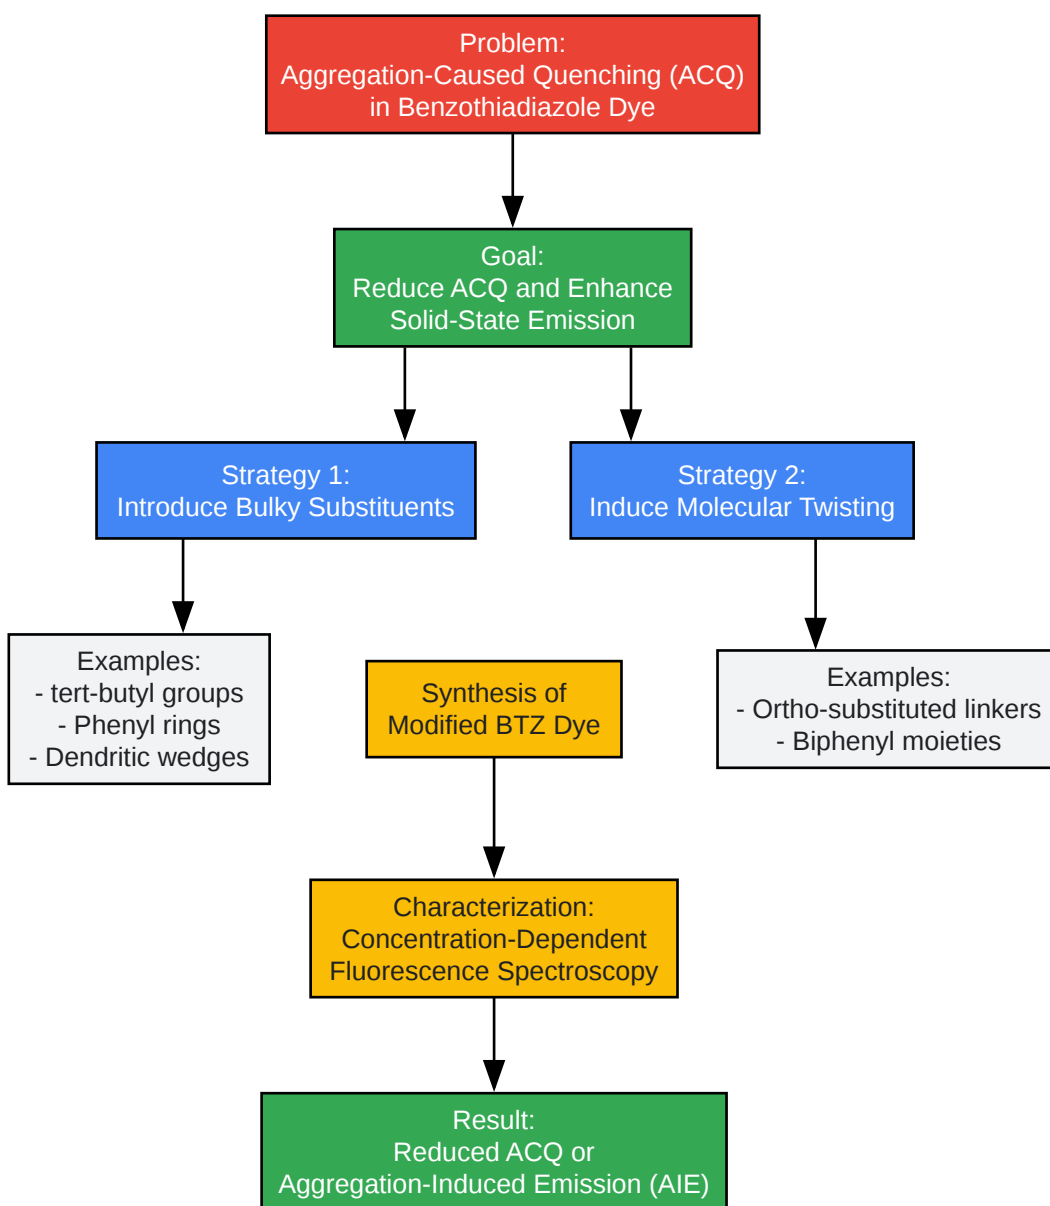 Problem:
Aggregation-Caused Quenching (ACQ)
in Benzothiadiazole Dye
Goal:
Reduce ACQ and Enhance
Solid-State Emission
Strategy 1:
Introduce Bulky Substituents
Strategy 2:
Induce Molecular Twisting
Examples:
- tert-butyl groups
- Phenyl rings
- Dendritic wedges
Synthesis of
Modified BTZ Dye
Examples:
- Ortho-substituted linkers
- Biphenyl moieties
Characterization:
Concentration-Dependent
Fluorescence Spectroscopy
Result:
Reduced ACQ or
Aggregation-Induced Emission (AIE)